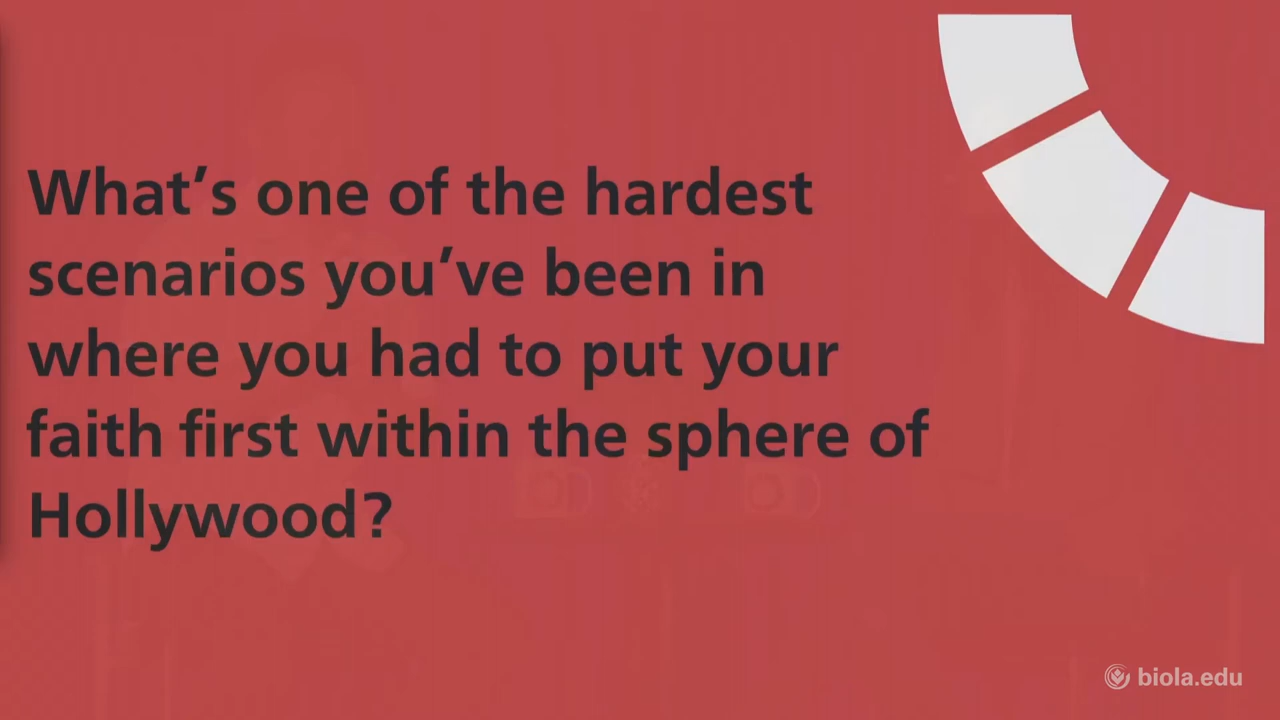 What’s one of the hardest
scenarios you’ve been in
where you had to put your
faith first within the sphere of
Hollywood?
biola.edu